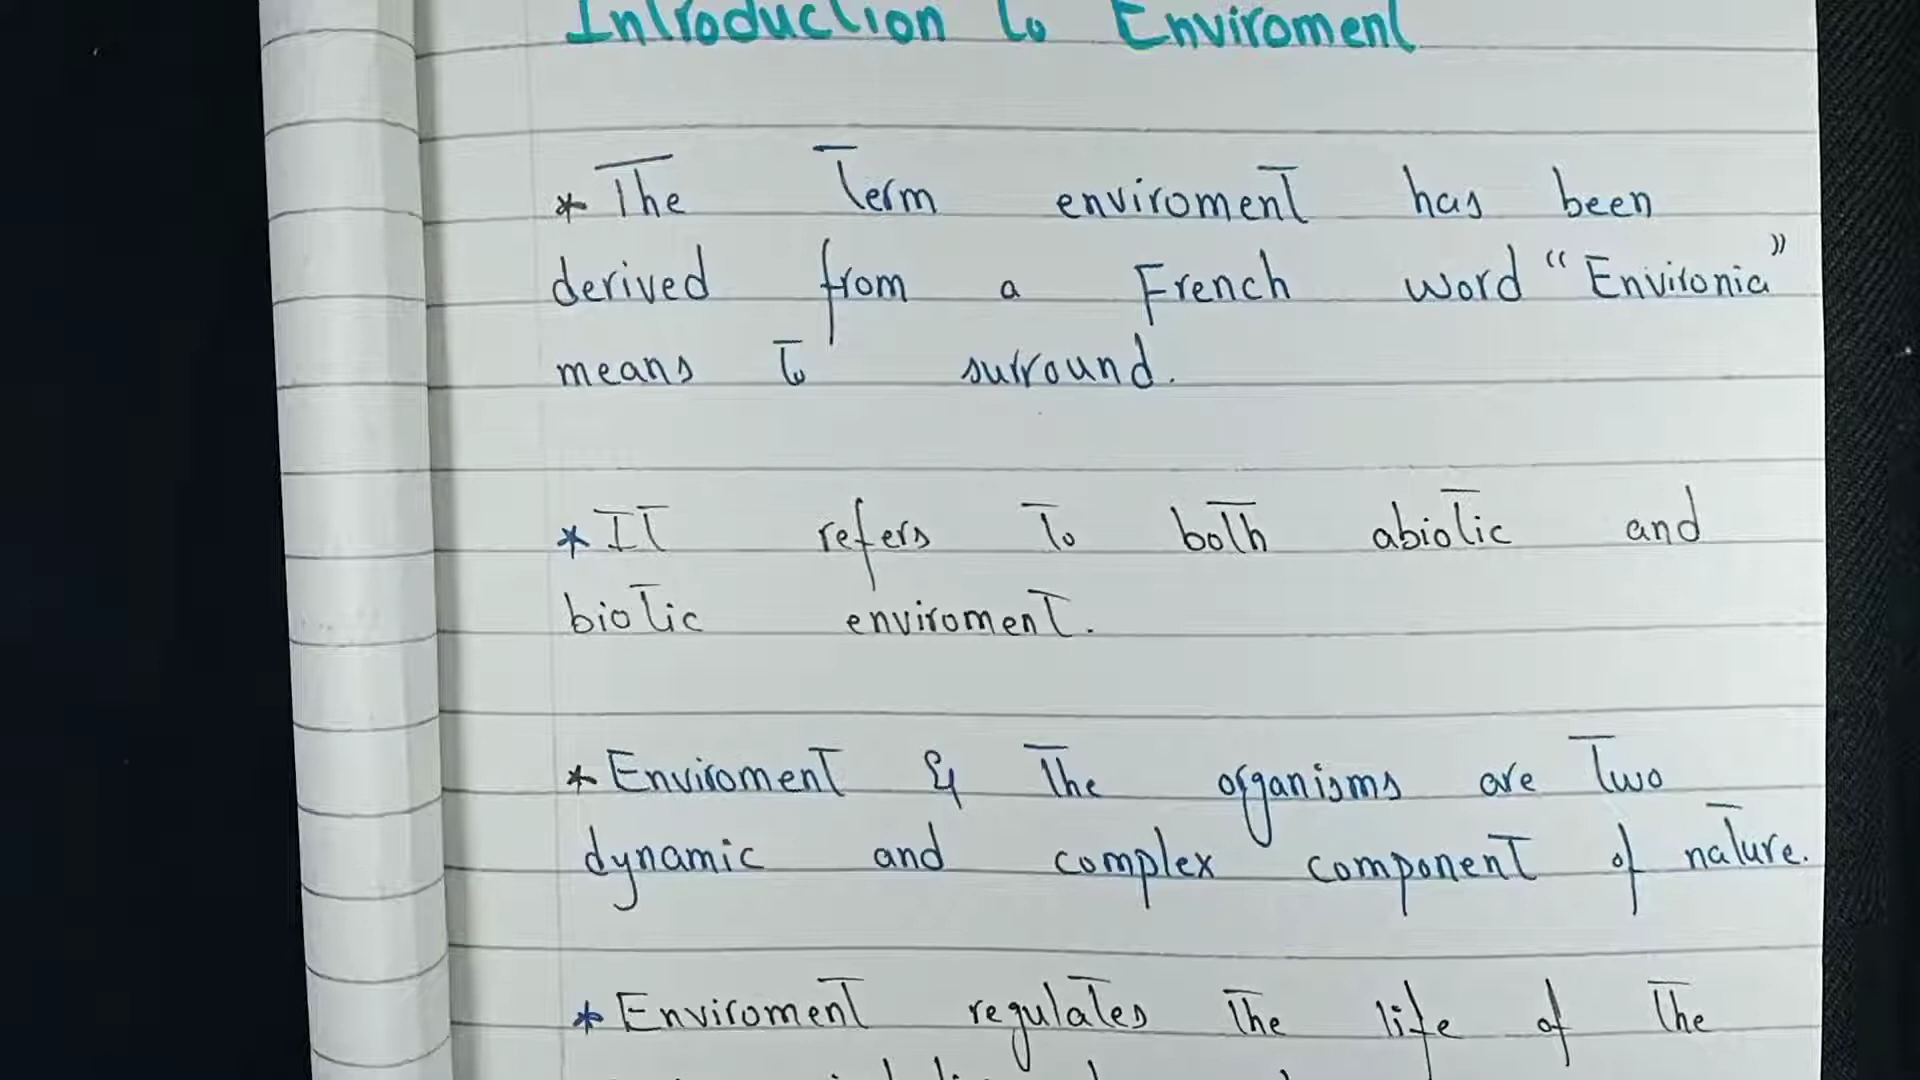 Introduction to Enviroment
* The Term enviroment has been
derived from a French word "Environia"
means to surround.
* It refers to both abiotic and
biotic enviroment.
* Enviroment & the organisms are Two
dynamic and complex component of nature.
* Enviroment regulates the life of the